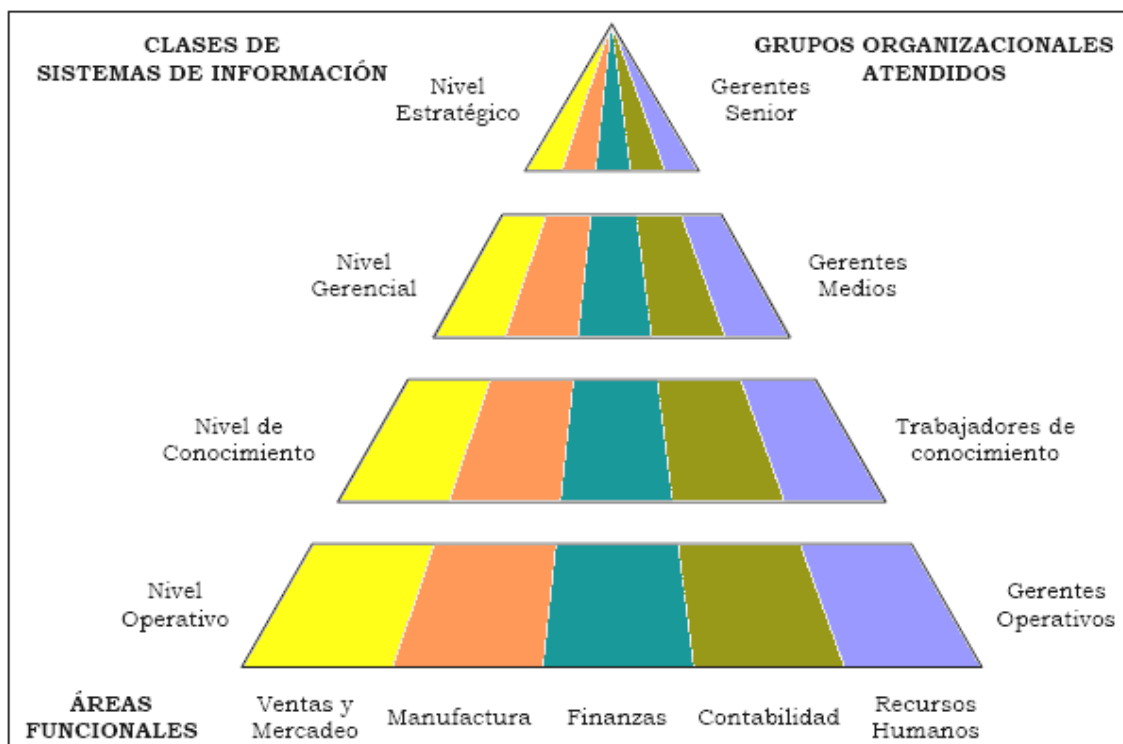 CLASES DE
SISTEMAS DE INFORMACIÓN
GRUPOS ORGANIZACIONALES
ATENDIDOS
Nivel
Estratégico
Gerentes
Senior
Nivel
Gerencial
Gerentes
Medios
Nivel de
Conocimiento
Trabajadores de
conocimiento
Nivel
Operativo
Gerentes
Operativos
ÁREAS
FUNCIONALES
Ventas y
Mercadeo
Manufactura
Finanzas
Contabilidad
Recursos
Humanos